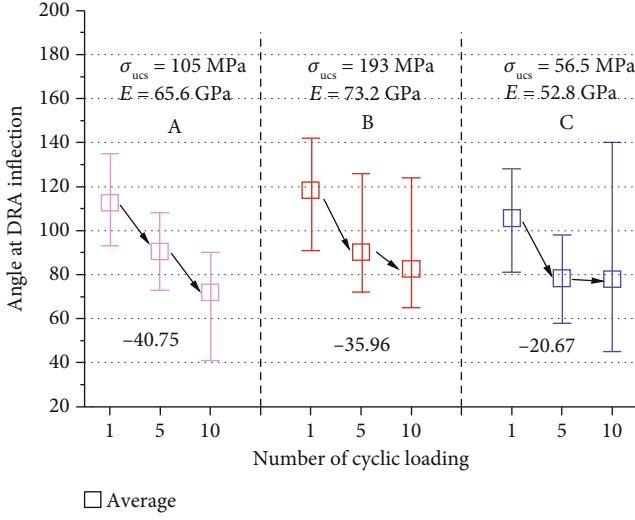 200
180
160
140
120
100
80
60
40
20
Angle at DRA inflection
σucs = 105 MPa
E = 65.6 GPa
A
–40.75
σucs = 193 MPa
E = 73.2 GPa
B
–35.96
σucs = 56.5 MPa
E = 52.8 GPa
C
–20.67
1 5 10 1 5 10 1 5 10
Number of cyclic loading
Average